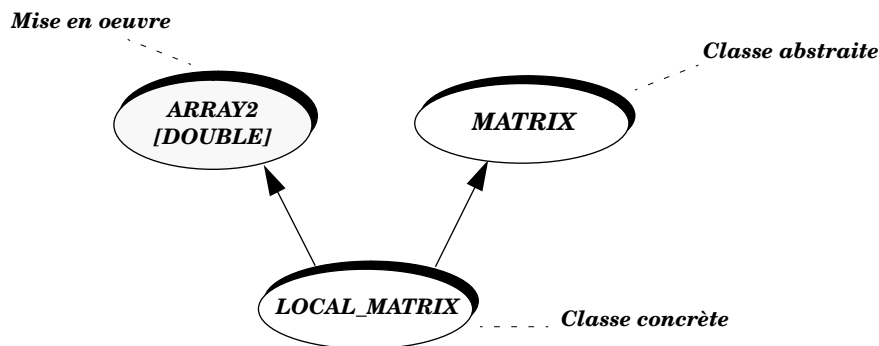 Mise en oeuvre
Classe abstraite
ARRAY2
[DOUBLE]
MATRIX
LOCAL_MATRIX
Classe concrète